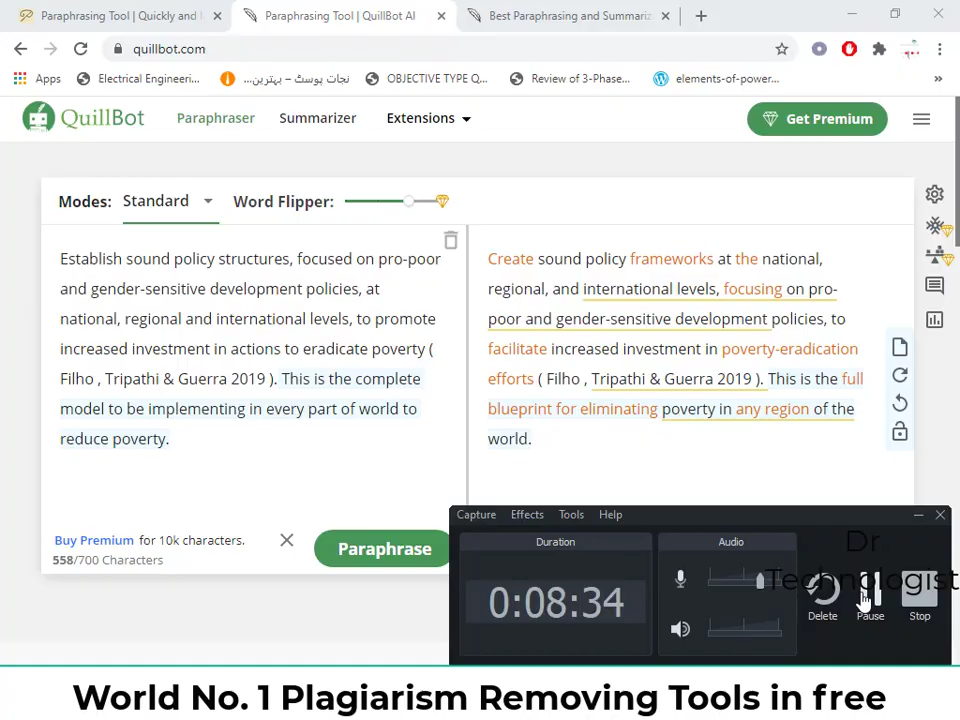 Paraphrasing Tool | Quickly and
Paraphrasing Tool | QuillBot AI
Best Paraphrasing and Summariz
quillbot.com
Apps
Electrical Engineeri...
نجات پوسٹ – بہترین...
OBJECTIVE TYPE Q...
Review of 3-Phase...
elements-of-power...
QuillBot
Paraphraser
Summarizer
Extensions
Get Premium
Modes: Standard
Word Flipper:
Establish sound policy structures, focused on pro-poor
and gender-sensitive development policies, at
national, regional and international levels, to promote
increased investment in actions to eradicate poverty (
Filho , Tripathi & Guerra 2019 ). This is the complete
model to be implementing in every part of world to
reduce poverty.
Create sound policy frameworks at the national,
regional, and international levels, focusing on pro-
poor and gender-sensitive development policies, to
facilitate increased investment in poverty-eradication
efforts ( Filho , Tripathi & Guerra 2019 ). This is the full
blueprint for eliminating poverty in any region of the
world.
Buy Premium for 10k characters.
558/700 Characters
Paraphrase
Capture Effects Tools Help
Duration
Audio
0:08:34
Delete
Pause
Stop
Dr
Technologist
World No. 1 Plagiarism Removing Tools in free